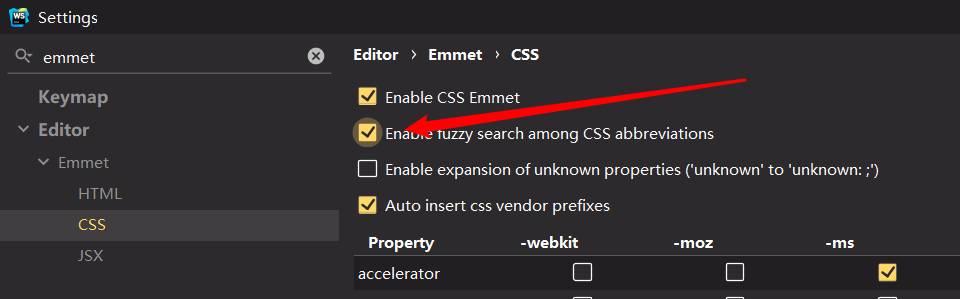 WS Settings
emmet
Keymap
Editor
Emmet
HTML
CSS
JSX
Editor › Emmet › CSS
Enable CSS Emmet
Enable fuzzy search among CSS abbreviations
Enable expansion of unknown properties ('unknown' to 'unknown: ;')
Auto insert css vendor prefixes
Property -webkit -moz -ms
accelerator